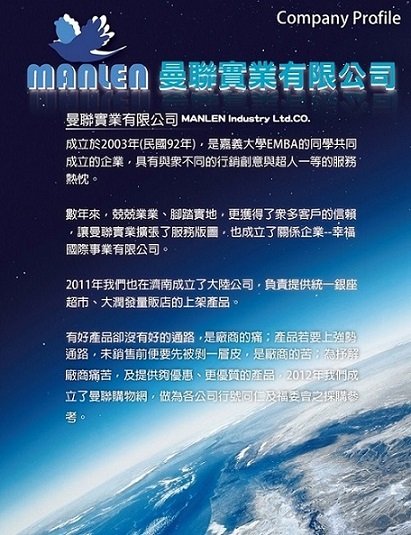 Company Profile
MANLEN 曼聯實業有限公司
曼聯實業有限公司 MANLEN Industry Ltd.CO.
成立於2003年(民國92年)，是嘉義大學EMBA的同學共同
成立的企業，具有與眾不同的行銷創意與超人一等的服務
熱忱。
數年來，兢兢業業、腳踏實地，更獲得了眾多客戶的信賴
，讓曼聯實業擴張了服務版圖，也成立了關係企業--幸福
國際事業有限公司。
2011年我們也在濟南成立了大陸公司，負責提供統一銀座
超市、大潤發量販店的上架產品。
有好產品卻沒有好的通路，是廠商的痛；產品若要上強勢
通路，未銷售前便要先被剝一層皮，是廠商的苦；為抒解
廠商痛苦，及提供夠優惠、更優質的產品，2012年我們成
立了曼聯購物網，做為各公司行號同仁及福委會之採購參
考。